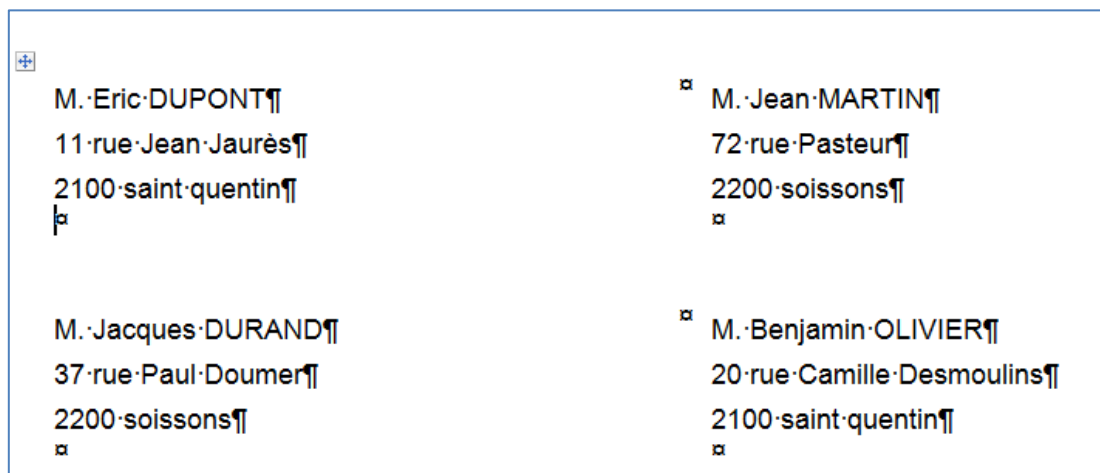 M. Eric DUPONT¶
11 rue Jean Jaurès¶
2100 saint quentin¶
¤
¤
M. Jean MARTIN¶
72 rue Pasteur¶
2200 soissons¶
¤
M. Jacques DURAND¶
37 rue Paul Doumer¶
2200 soissons¶
¤
¤
M. Benjamin OLIVIER¶
20 rue Camille Desmoulins¶
2100 saint quentin¶
¤